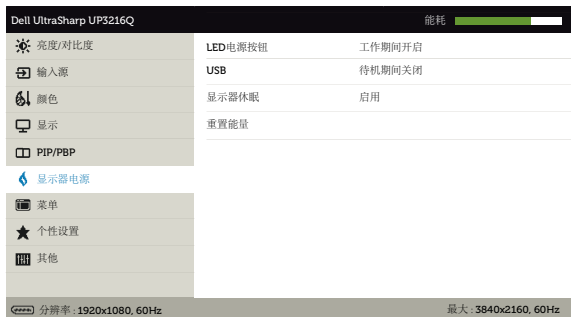 Dell UltraSharp UP3216Q 能耗
亮度/对比度 LED电源按钮 工作期间开启
输入源 USB 待机期间关闭
颜色 显示器休眠 启用
显示 重置能量
PIP/PBP
显示器电源
菜单
个性设置
其他
分辨率 : 1920x1080, 60Hz 最大 : 3840x2160, 60Hz